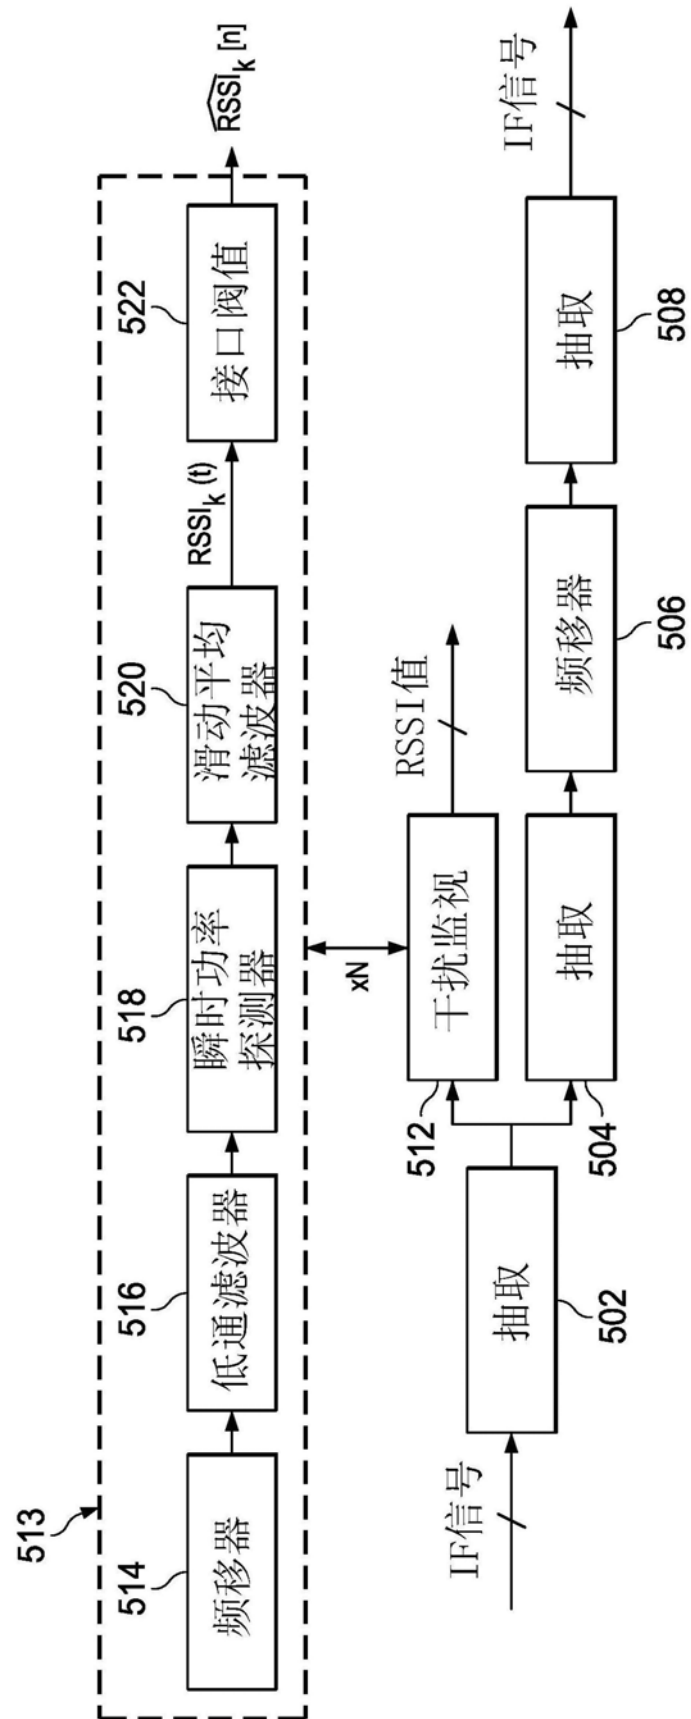 513
514
频移器
516
低通滤波器
518
瞬时功率
探测器
520
滑动平均
滤波器
RSSIₖ (t)
522
接口阀值
RSSIₖ [n]
xN
IF信号
抽取
502
512
干扰监视
RSSI值
抽取
504
频移器
506
抽取
508
IF信号